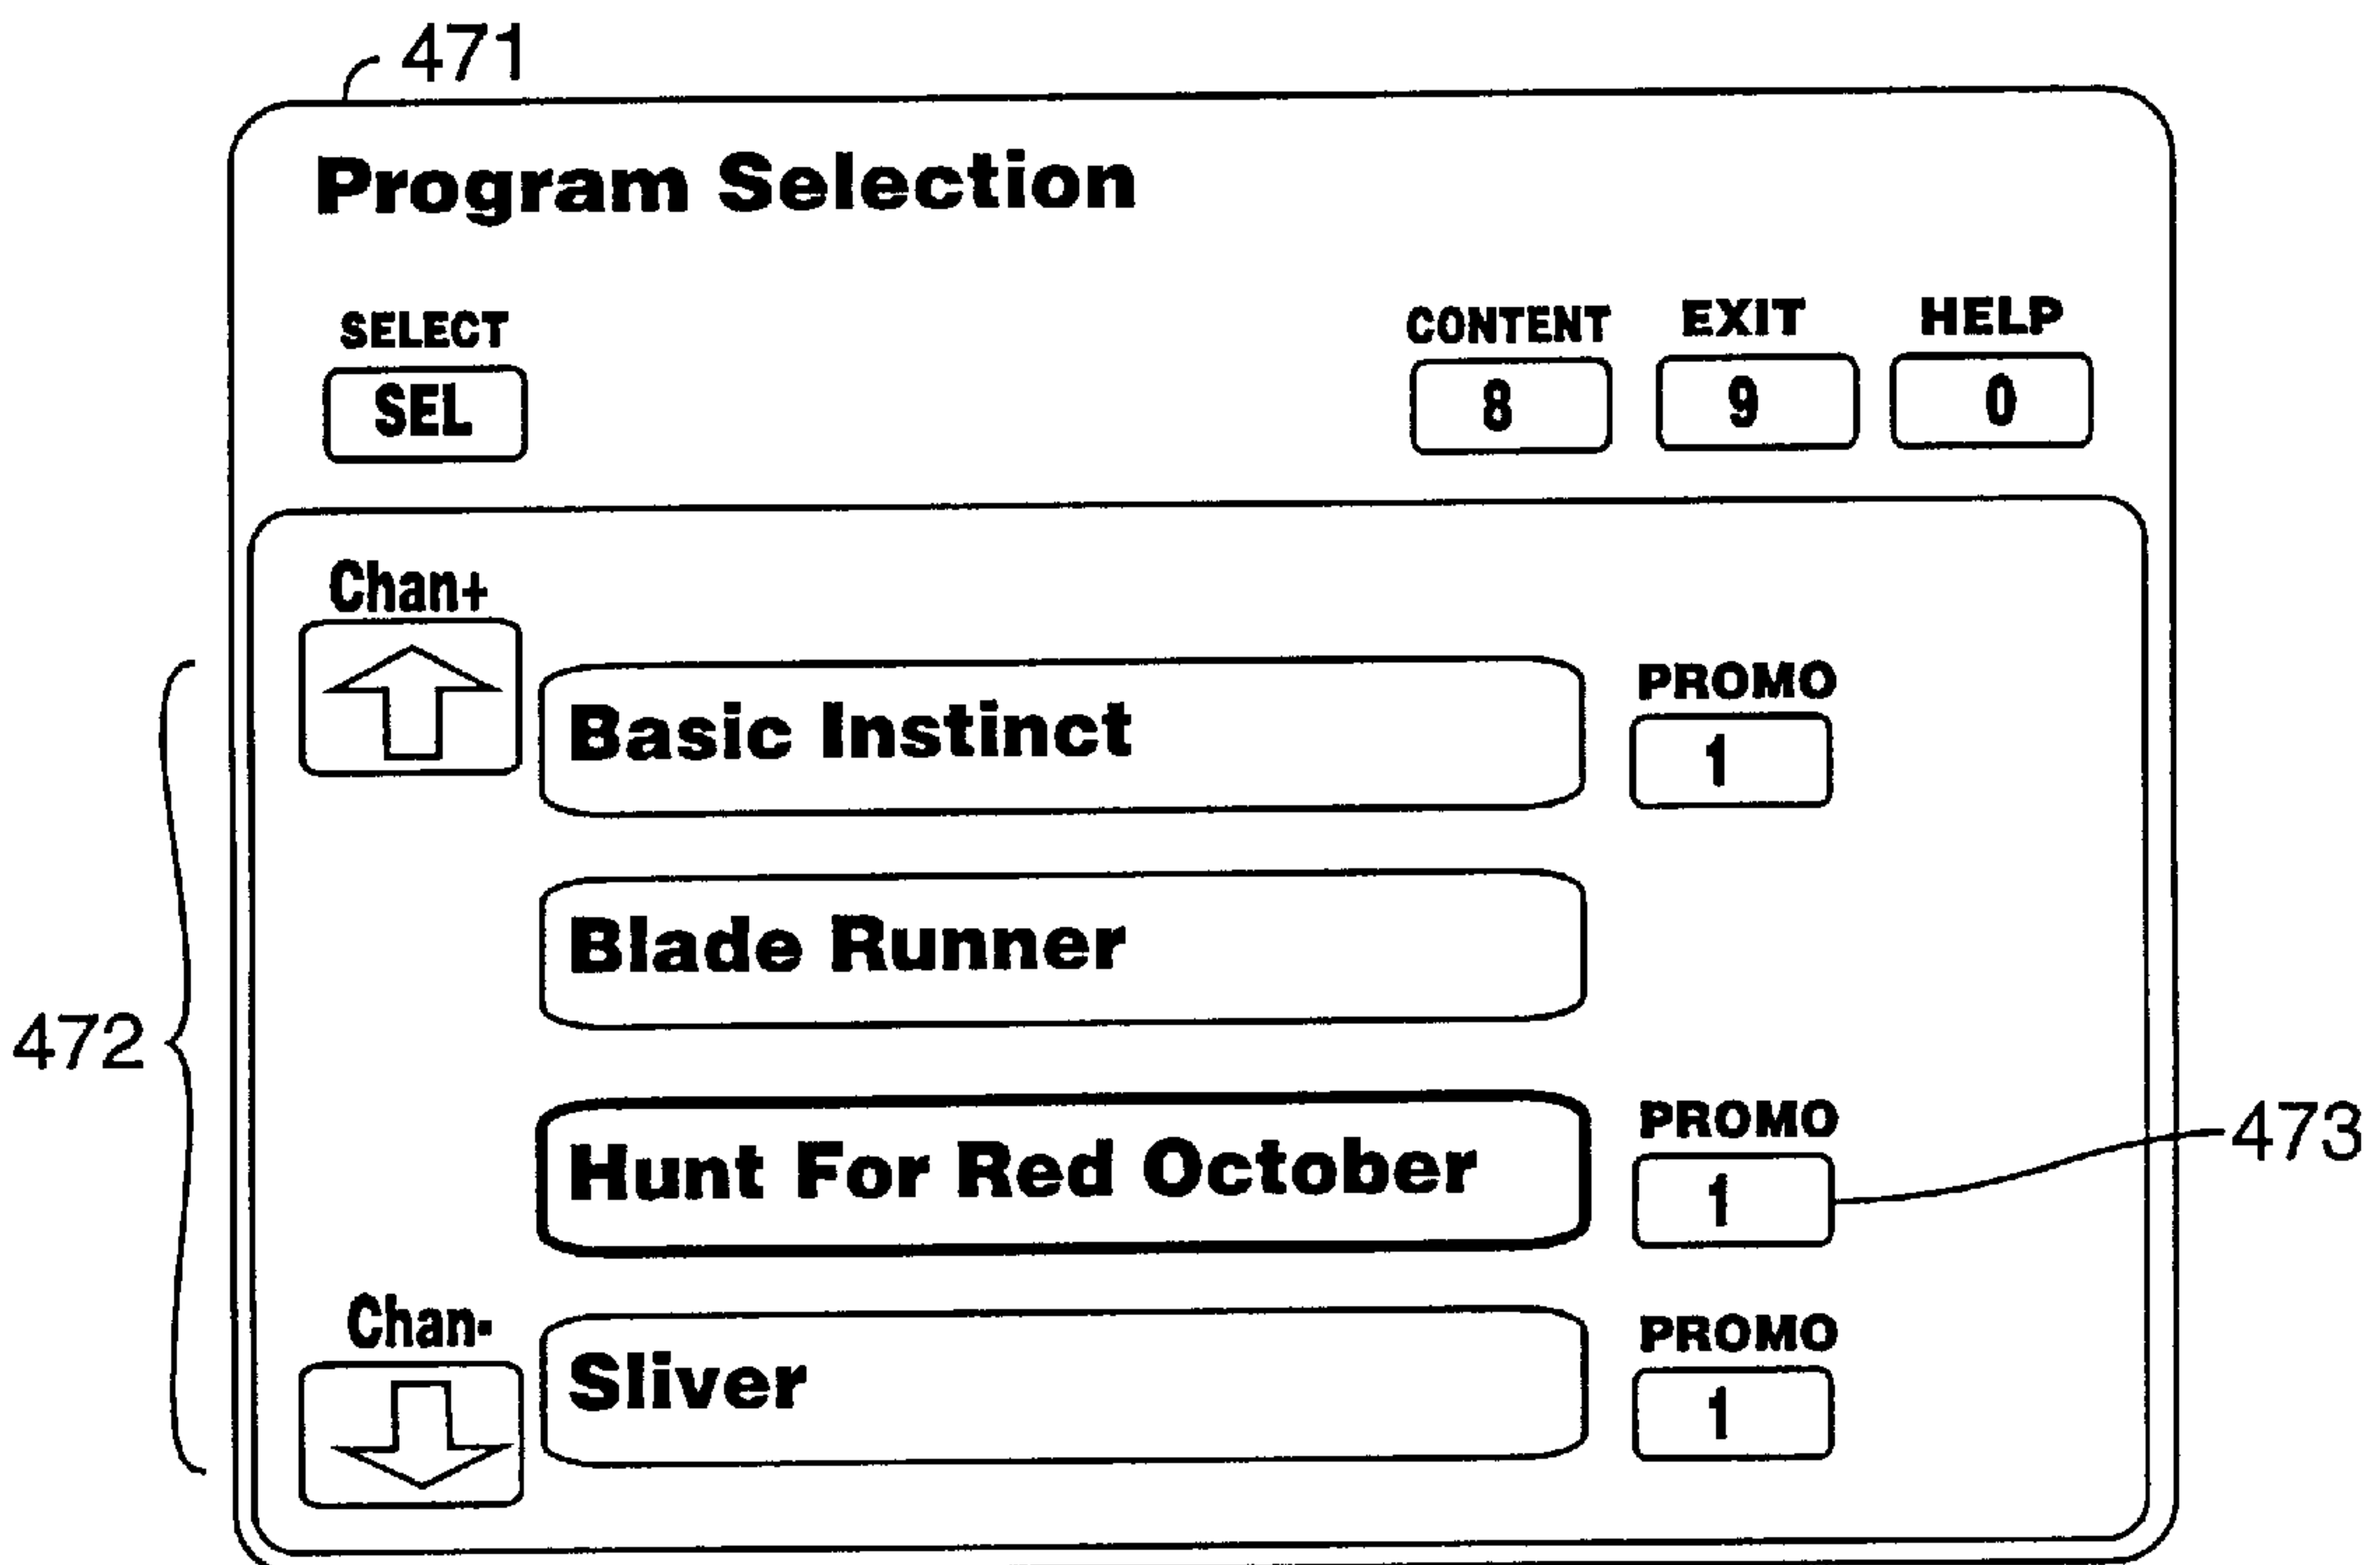 471
Program Selection
SELECT CONTENT EXIT HELP
SEL 8 9 0
Chan+
Basic Instinct
PROMO
1
Blade Runner
472
Hunt For Red October
PROMO
1
473
Chan-
Sliver
PROMO
1